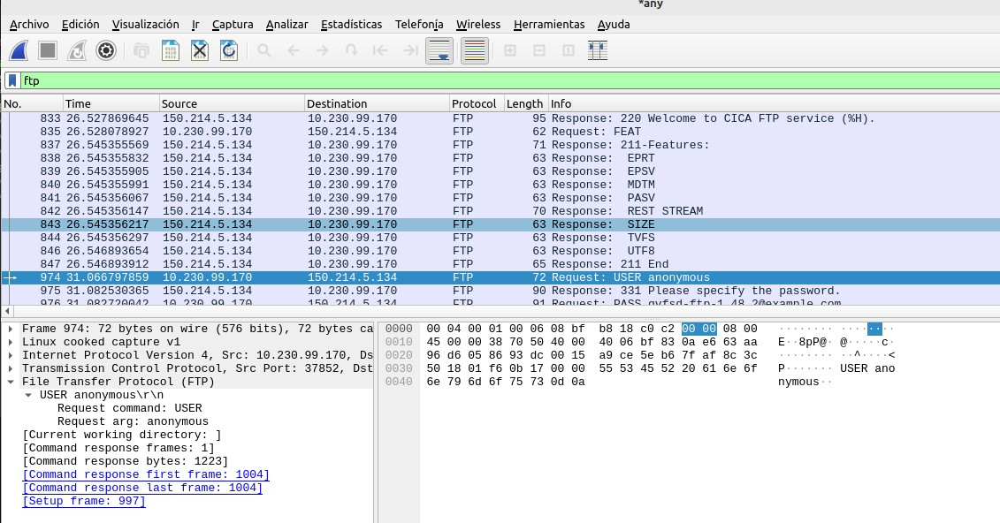 *any
Archivo Edición Visualización Ir Captura Analizar Estadísticas Telefonía Wireless Herramientas Ayuda
ftp
No. Time Source Destination Protocol Length Info
833 26.527869645 150.214.5.134 10.230.99.170 FTP 95 Response: 220 Welcome to CICA FTP service (%H).
835 26.528078927 10.230.99.170 150.214.5.134 FTP 62 Request: FEAT
837 26.545355569 150.214.5.134 10.230.99.170 FTP 71 Response: 211-Features:
838 26.545355832 150.214.5.134 10.230.99.170 FTP 63 Response: EPRT
839 26.545355905 150.214.5.134 10.230.99.170 FTP 63 Response: EPSV
840 26.545355991 150.214.5.134 10.230.99.170 FTP 63 Response: MDTM
841 26.545356067 150.214.5.134 10.230.99.170 FTP 63 Response: PASV
842 26.545356147 150.214.5.134 10.230.99.170 FTP 70 Response: REST STREAM
843 26.545356217 150.214.5.134 10.230.99.170 FTP 63 Response: SIZE
844 26.545356297 150.214.5.134 10.230.99.170 FTP 63 Response: TVFS
846 26.546893654 150.214.5.134 10.230.99.170 FTP 63 Response: UTF8
847 26.546893912 150.214.5.134 10.230.99.170 FTP 65 Response: 211 End
974 31.066797859 10.230.99.170 150.214.5.134 FTP 72 Request: USER anonymous
975 31.082530365 150.214.5.134 10.230.99.170 FTP 90 Response: 331 Please specify the password.
976 31.082720042 10.230.99.170 150.214.5.134 FTP 91 Request: PASS gvfsd-ftp-1.48.2@example.com
Frame 974: 72 bytes on wire (576 bits), 72 bytes ca
Linux cooked capture v1
Internet Protocol Version 4, Src: 10.230.99.170, Ds
Transmission Control Protocol, Src Port: 37852, Dst
File Transfer Protocol (FTP)
USER anonymous\r\n
Request command: USER
Request arg: anonymous
[Current working directory: ]
[Command response frames: 1]
[Command response bytes: 1223]
[Command response first frame: 1004]
[Command response last frame: 1004]
[Setup frame: 997]
0000 00 04 00 01 00 06 08 bf b8 18 c0 c2 00 00 08 00 ········ ········
0010 45 00 00 38 70 50 40 00 40 06 bf 83 0a e6 63 aa E··8pP@· @·····c·
0020 96 d6 05 86 93 dc 00 15 a9 ce 5e b6 7f af 8c 3c ········ ··^····<
0030 50 18 01 f6 0b 17 00 00 55 53 45 52 20 61 6e 6f P······· USER ano
0040 6e 79 6d 6f 75 73 0d 0a nymous··